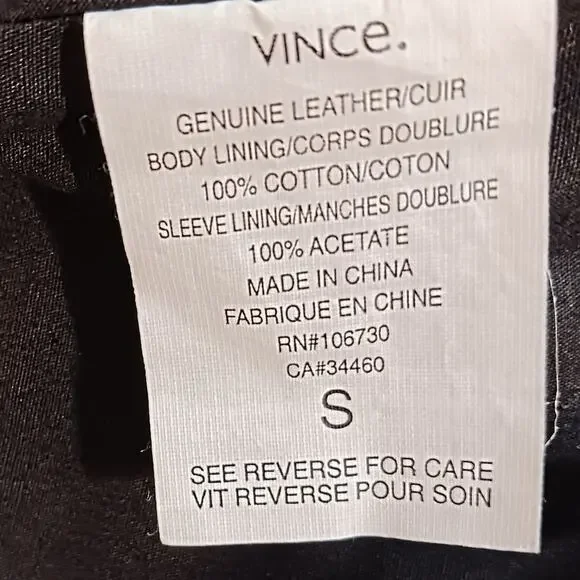 VINCe.
GENUINE LEATHER/CUIR
BODY LINING/CORPS DOUBLURE
100% COTTON/COTON
SLEEVE LINING/MANCHES DOUBLURE
100% ACETATE
MADE IN CHINA
FABRIQUE EN CHINE
RN#106730
CA#34460
S
SEE REVERSE FOR CARE
VIT REVERSE POUR SOIN